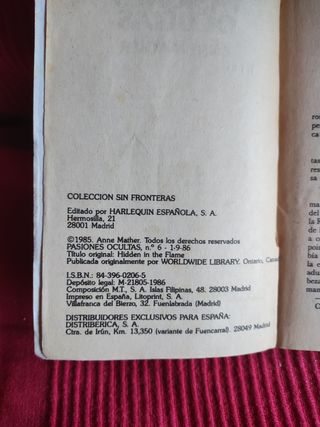 COLECCION SIN FRONTERAS
Editado por HARLEQUIN ESPAÑOLA, S. A.
Hermosilla, 21
28001 Madrid
©1985. Anne Mather. Todos los derechos reservados
PASIONES OCULTAS, n.º 6 - 1-9-86
Título original: Hidden in the Flame
Publicada originalmente por WORLDWIDE LIBRARY. Ontario,
I.S.B.N.: 84-396-0206-5
Depósito legal: M-21805-1986
Composición M.T., S. A. Islas Filipinas, 48. 28003 Madrid
Impreso en España, Litoprint, S. A.
Villafranca del Bierzo, 32. Fuenlabrada (Madrid)
DISTRIBUIDORES EXCLUSIVOS PARA ESPAÑA:
DISTRIBERICA, S. A.
Ctra. de Irún, Km. 13,350 (variante de Fuencarral). 28049 Madrid